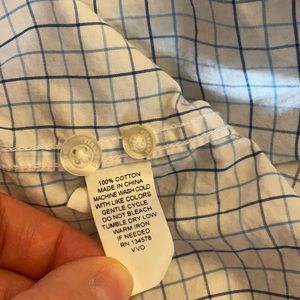 100% COTTON
MADE IN CHINA
MACHINE WASH COLD
WITH LIKE COLORS
GENTLE CYCLE
DO NOT BLEACH
TUMBLE DRY LOW
WARM IRON
IF NEEDED
RN 134578
VVO